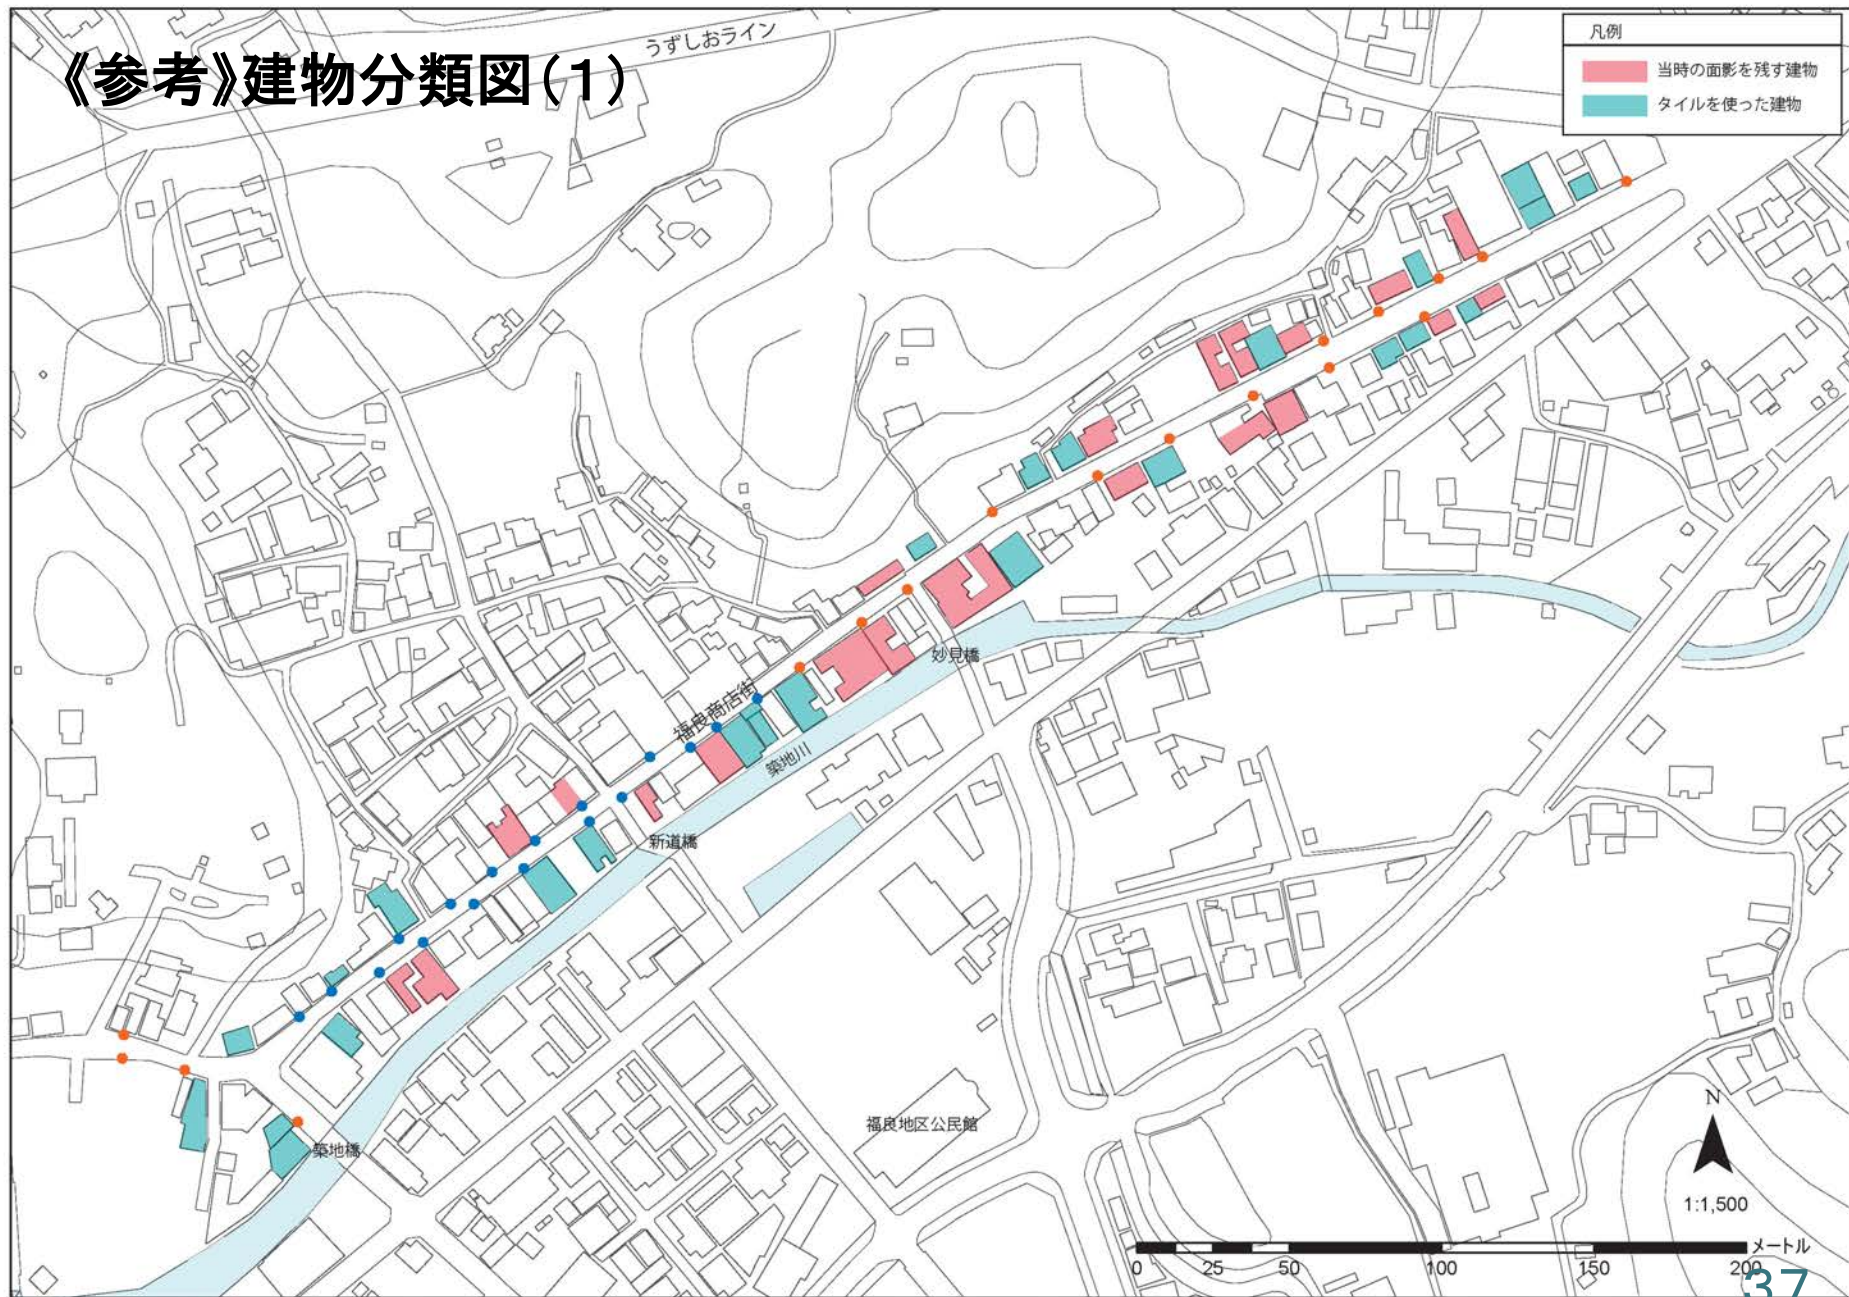 《参考》建物分類図(1)
うずしおライン
凡例
当時の面影を残す建物
タイルを使った建物
妙見橋
福良商店街
築地川
新道橋
福良地区公民館
築地橋
N
1:1,500
メートル
0 25 50 100 150 200
37